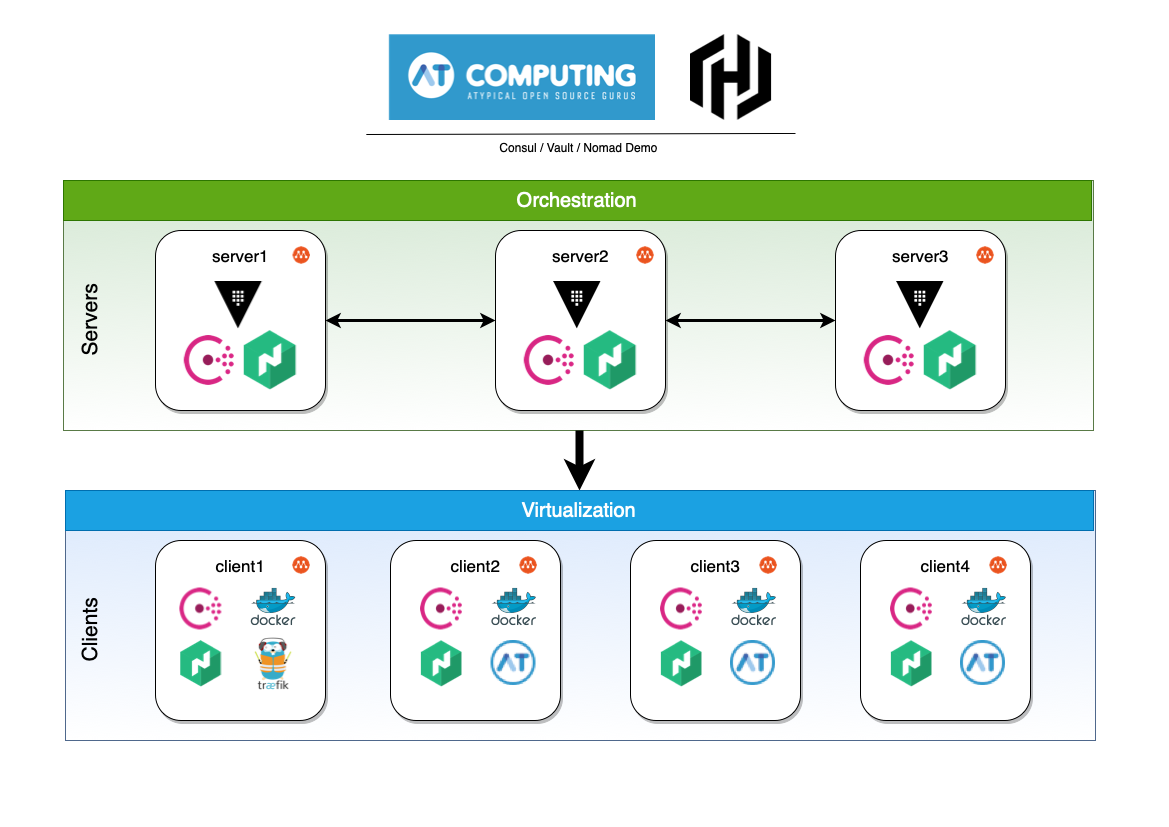 AT COMPUTING
ATYPICAL OPEN SOURCE GURUS
Consul / Vault / Nomad Demo
Orchestration
Servers
server1
server2
server3
Virtualization
Clients
client1
client2
client3
client4
docker
docker
docker
docker
træfik
AT
AT
AT